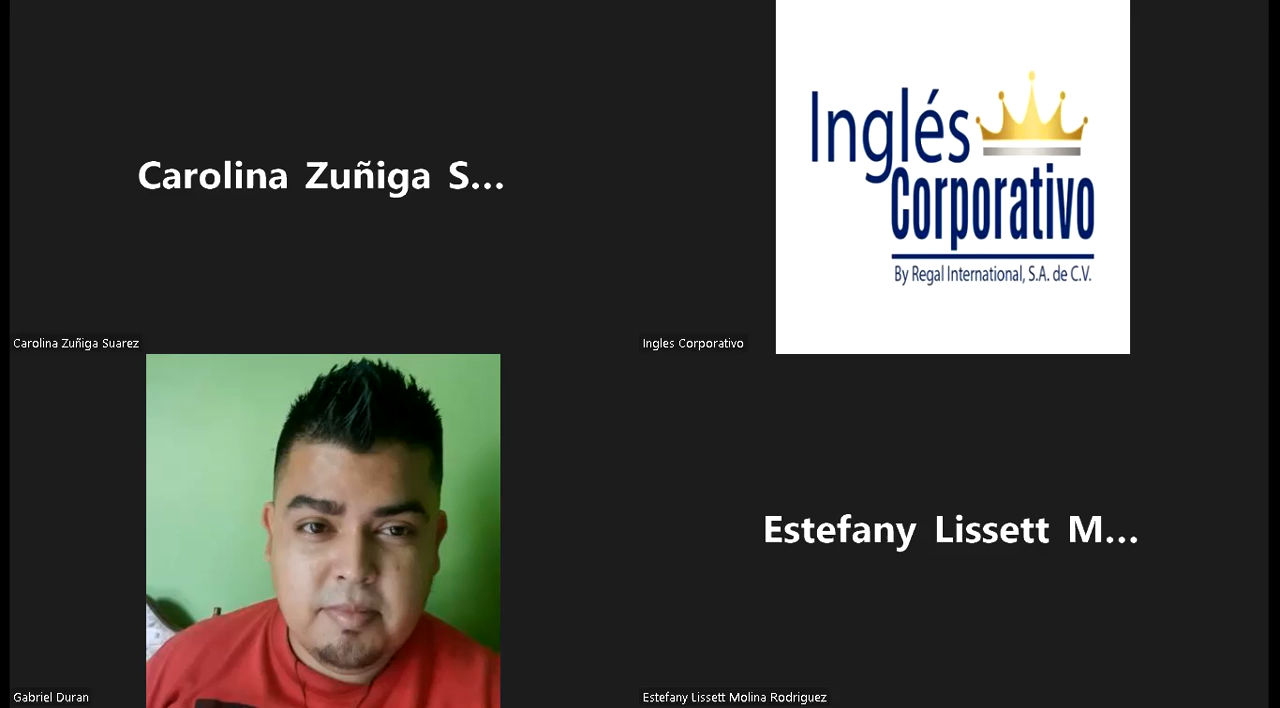 Carolina Zuñiga S...
Inglés
Corporativo
By Regal International, S.A. de C.V.
Carolina Zuñiga Suarez
Ingles Corporativo
Estefany Lissett M...
Gabriel Duran
Estefany Lissett Molina Rodriguez